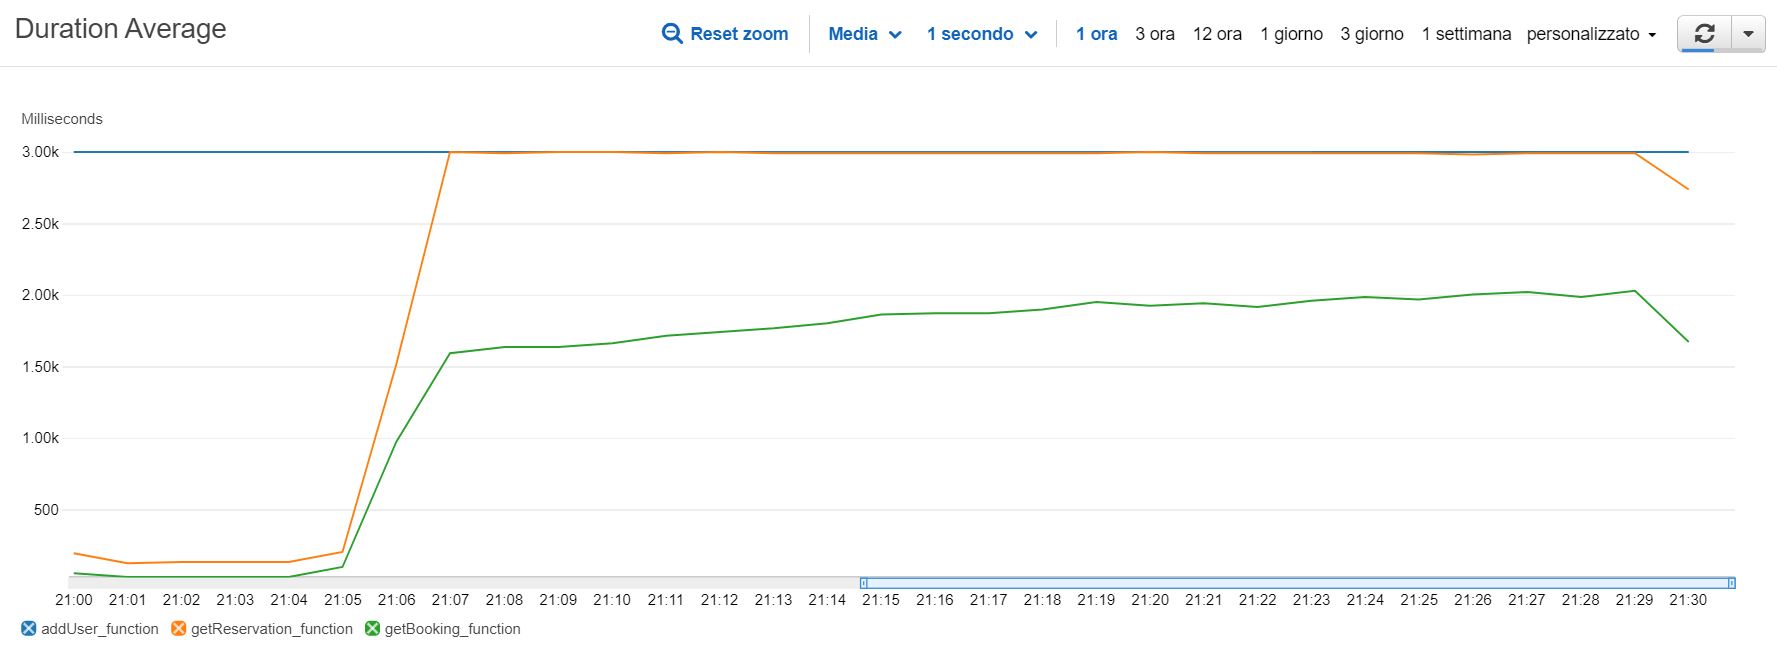 Duration Average
Reset zoom Media 1 secondo 1 ora 3 ora 12 ora 1 giorno 3 giorno 1 settimana personalizzato
Milliseconds
3.00k
2.50k
2.00k
1.50k
1.00k
500
21:00 21:01 21:02 21:03 21:04 21:05 21:06 21:07 21:08 21:09 21:10 21:11 21:12 21:13 21:14 21:15 21:16 21:17 21:18 21:19 21:20 21:21 21:22 21:23 21:24 21:25 21:26 21:27 21:28 21:29 21:30
addUser_function getReservation_function getBooking_function